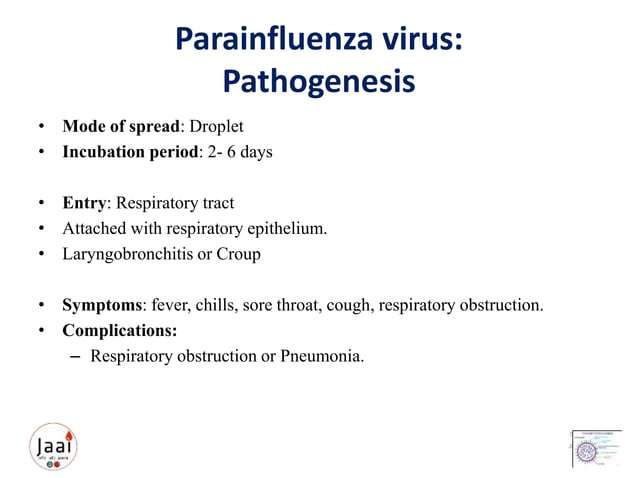 Parainfluenza virus:
Pathogenesis
• Mode of spread: Droplet
• Incubation period: 2- 6 days
• Entry: Respiratory tract
• Attached with respiratory epithelium.
• Laryngobronchitis or Croup
• Symptoms: fever, chills, sore throat, cough, respiratory obstruction.
• Complications:
– Respiratory obstruction or Pneumonia.
Jaai